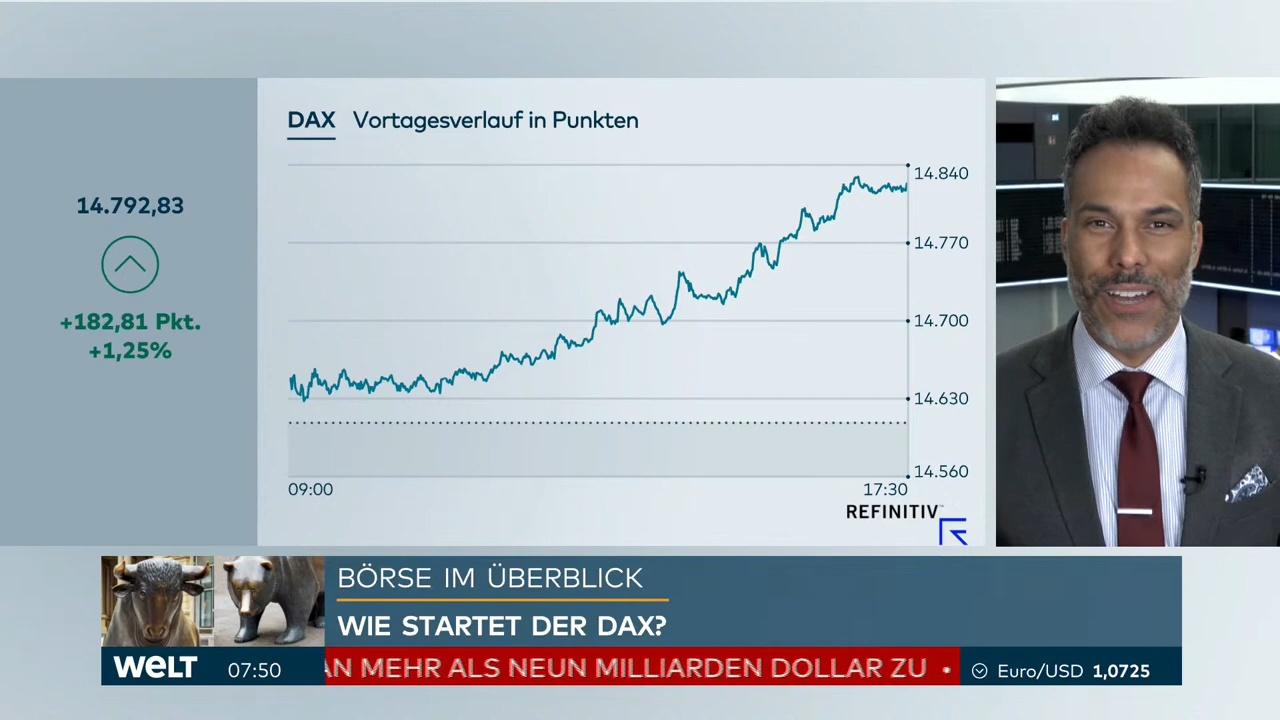 DAX Vortagesverlauf in Punkten
14.792,83
+182,81 Pkt.
+1,25%
14.840
14.770
14.700
14.630
14.560
09:00
17:30
REFINITIV
BÖRSE IM ÜBERBLICK
WIE STARTET DER DAX?
WELT
07:50
AN MEHR ALS NEUN MILLIARDEN DOLLAR ZU •
Euro/USD 1,0725